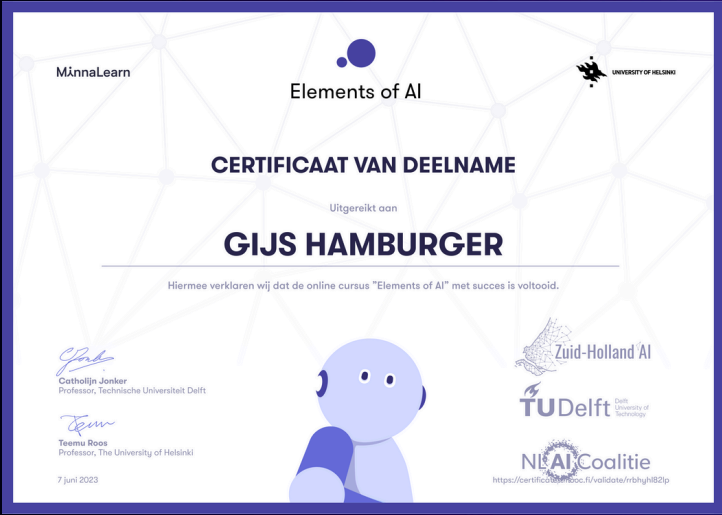 MinnaLearn
Elements of AI
UNIVERSITY OF HELSINKI
CERTIFICAAT VAN DEELNAME
Uitgereikt aan
GIJS HAMBURGER
Hiermee verklaren wij dat de online cursus "Elements of AI" met succes is voltooid.
Catholijn Jonker
Professor, Technische Universiteit Delft
Teemu Roos
Professor, The University of Helsinki
7 juni 2023
Zuid-Holland AI
TU Delft
Delft
University of
Technology
NL AI Coalitie